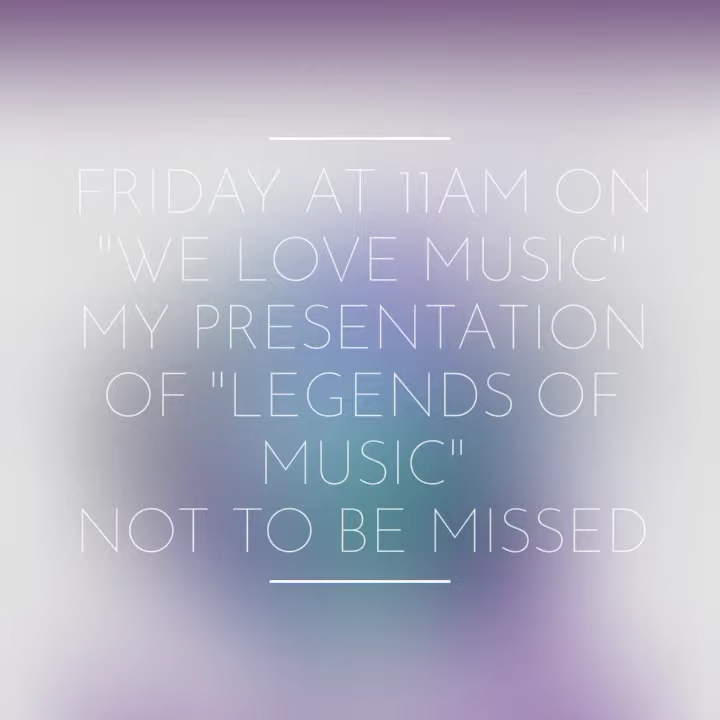 FRIDAY AT 11AM ON
"WE LOVE MUSIC"
MY PRESENTATION
OF "LEGENDS OF
MUSIC"
NOT TO BE MISSED